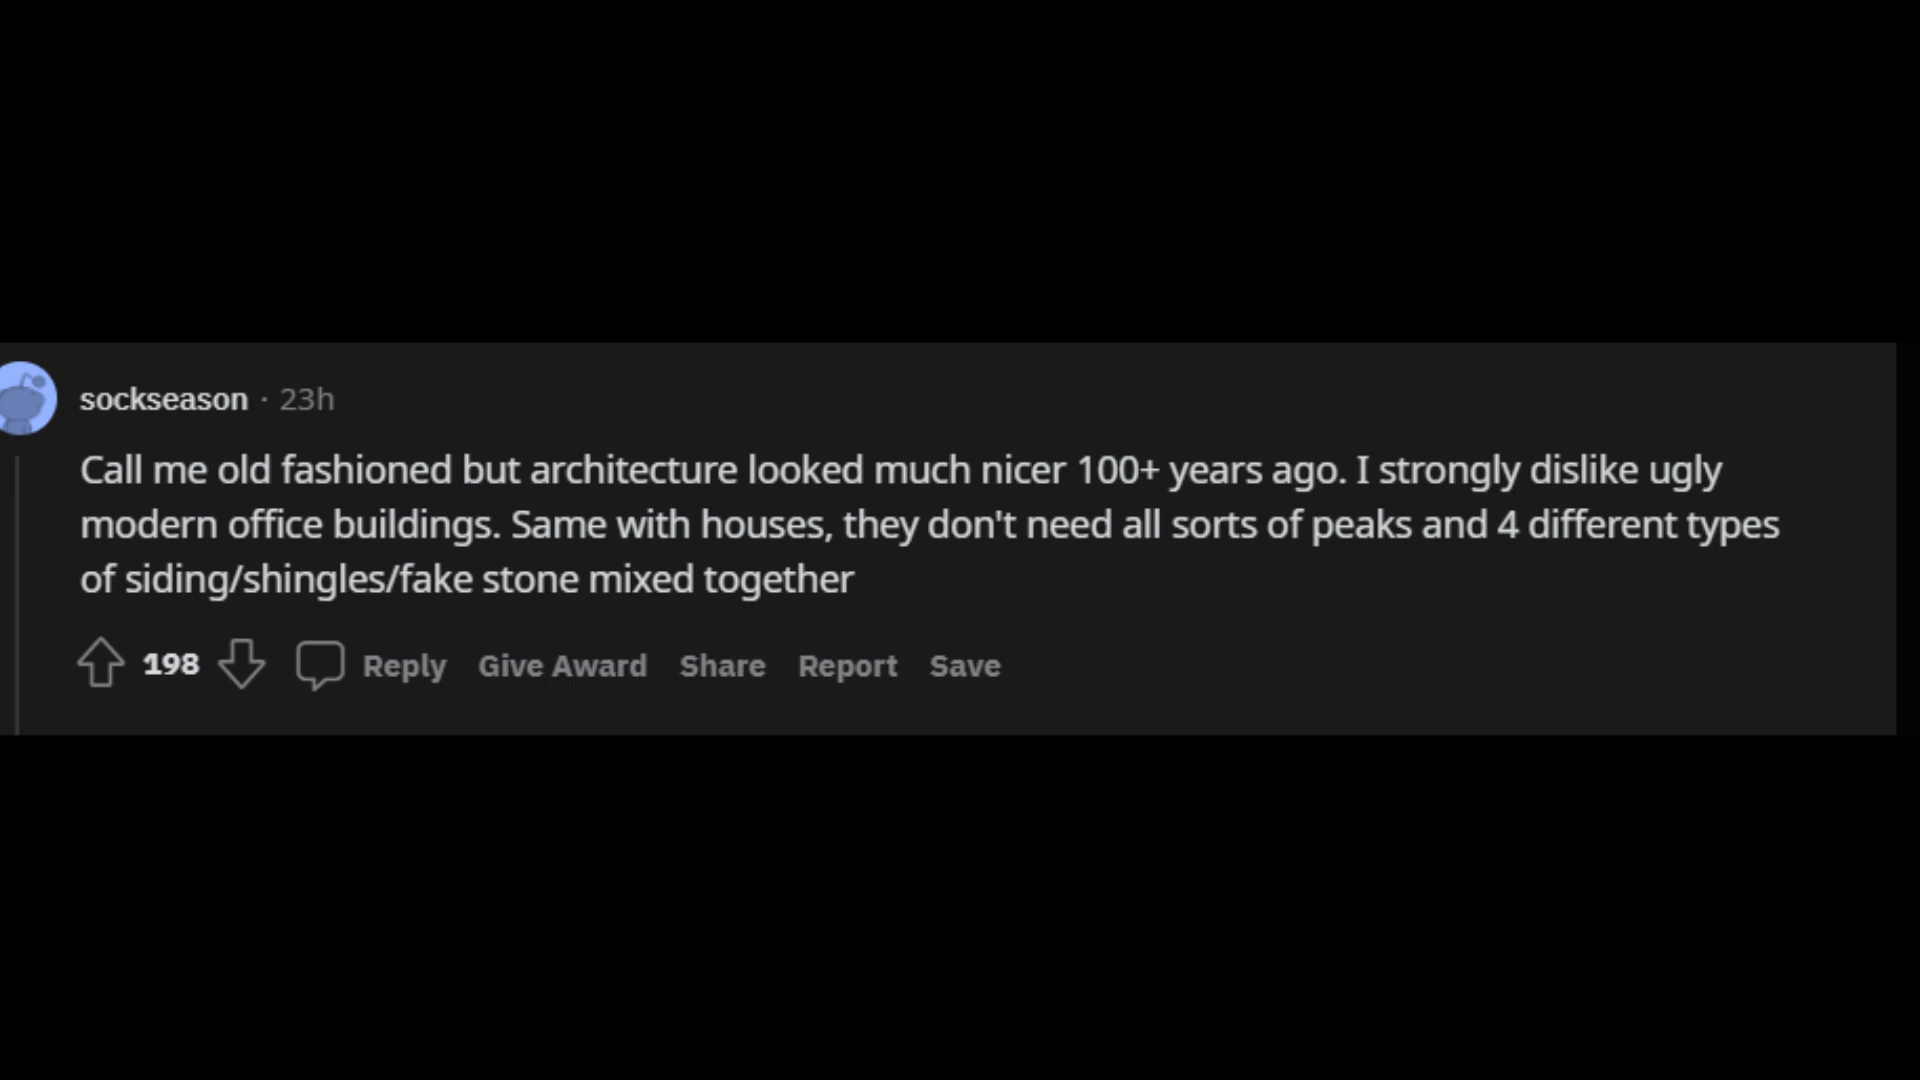 sockseason · 23h
Call me old fashioned but architecture looked much nicer 100+ years ago. I strongly dislike ugly
modern office buildings. Same with houses, they don't need all sorts of peaks and 4 different types
of siding/shingles/fake stone mixed together
198 Reply Give Award Share Report Save